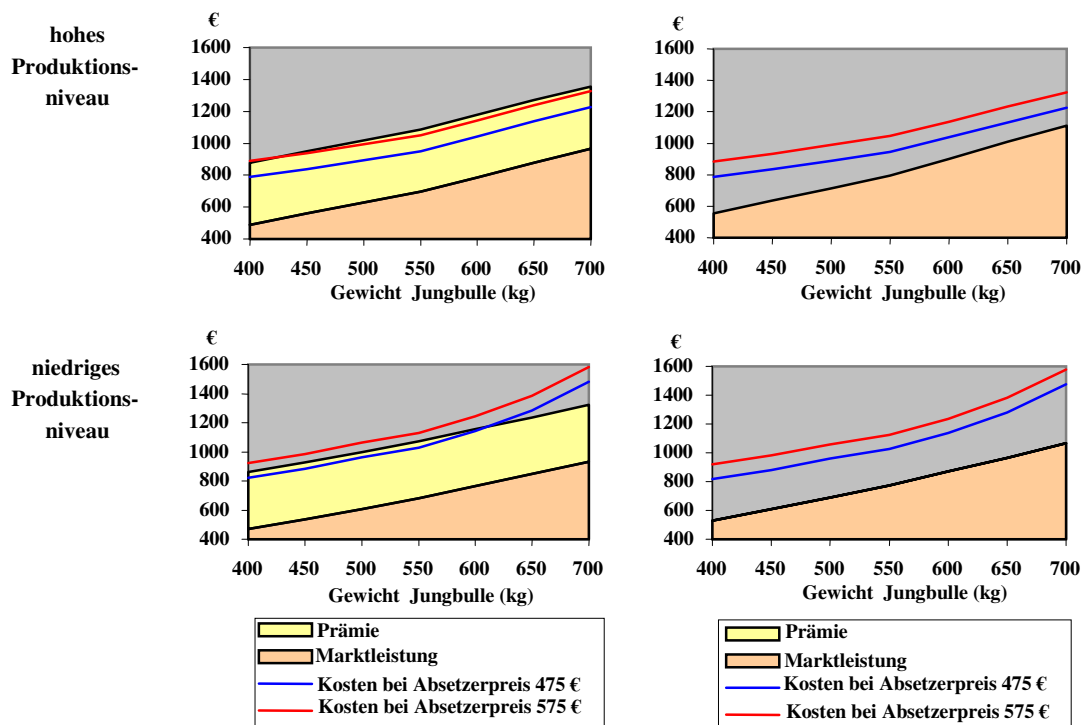 hohes
Produktions-
niveau
€
1600
1400
1200
1000
800
600
400
400 450 500 550 600 650 700
Gewicht Jungbulle (kg)
€
1600
1400
1200
1000
800
600
400
400 450 500 550 600 650 700
Gewicht Jungbulle (kg)
niedriges
Produktions-
niveau
€
1600
1400
1200
1000
800
600
400
400 450 500 550 600 650 700
Gewicht Jungbulle (kg)
€
1600
1400
1200
1000
800
600
400
400 450 500 550 600 650 700
Gewicht Jungbulle (kg)
Prämie
Marktleistung
Kosten bei Absetzerpreis 475 €
Kosten bei Absetzerpreis 575 €
Prämie
Marktleistung
Kosten bei Absetzerpreis 475 €
Kosten bei Absetzerpreis 575 €